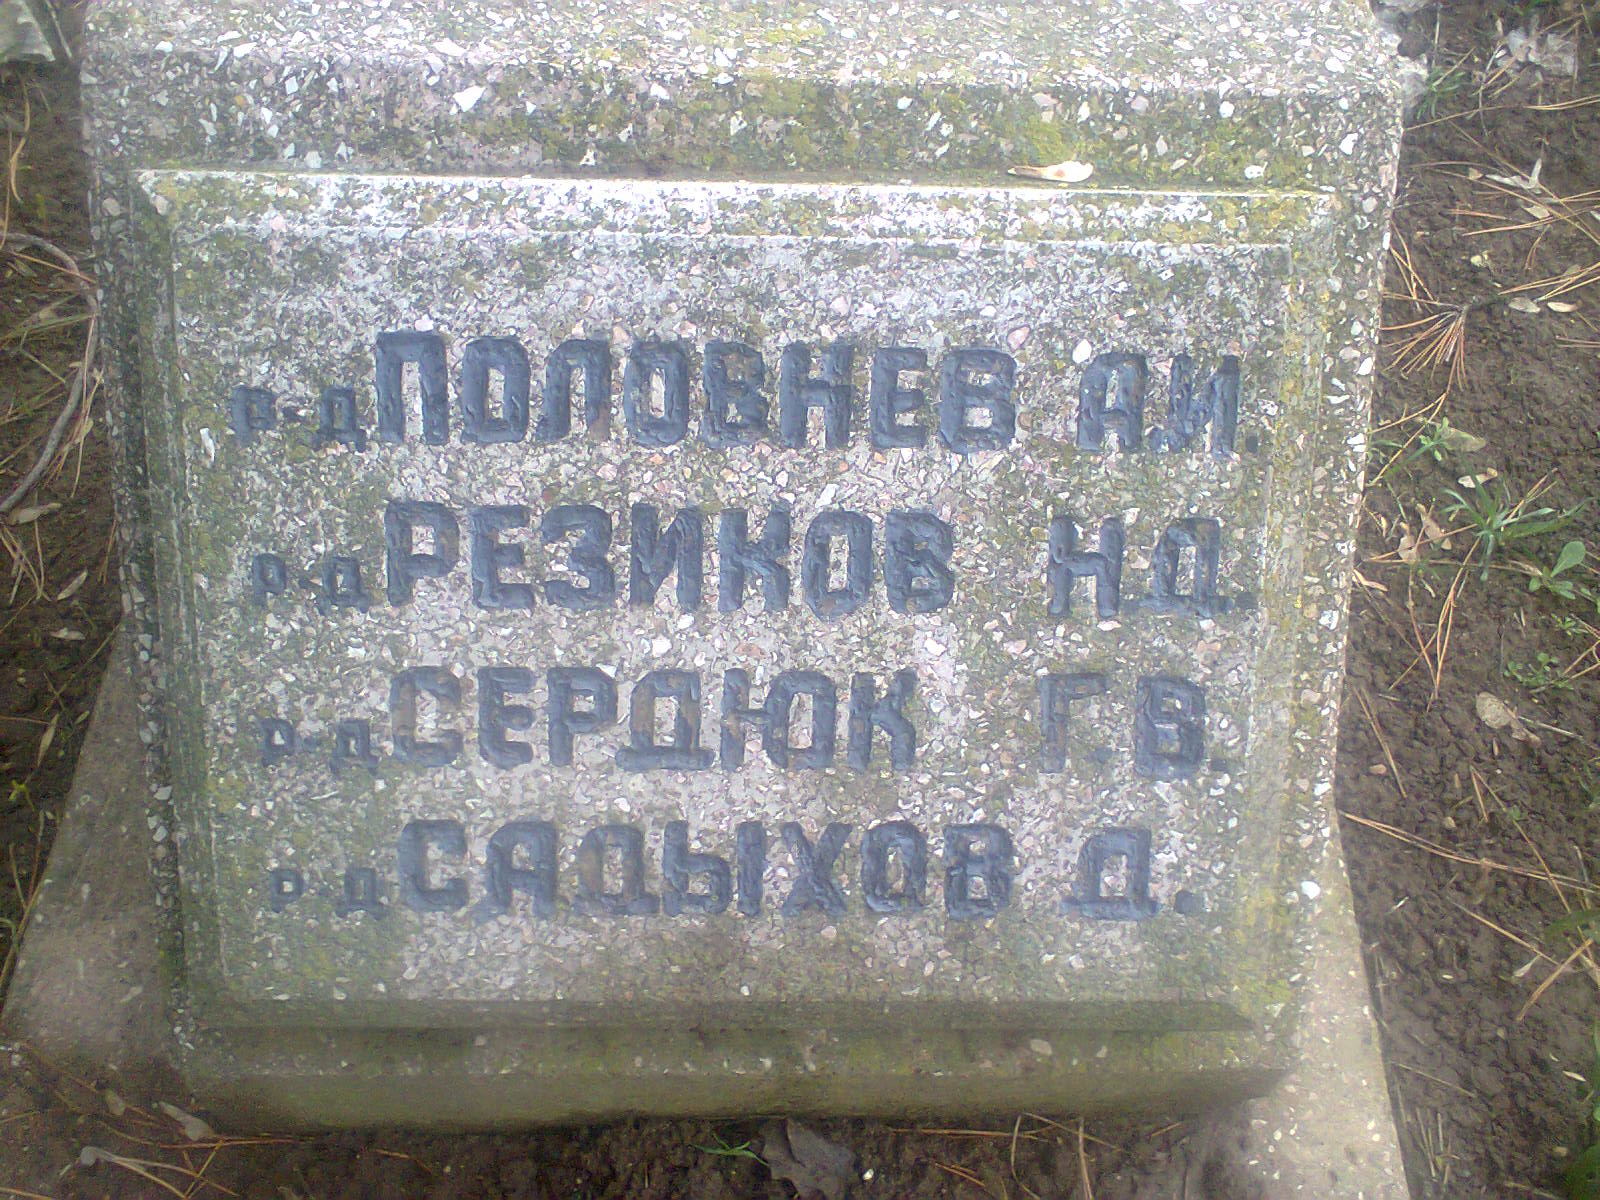 р-д ПОЛОВНЕВ А.И.
р-д РЕЗИКОВ Н.Д.
р-д СЕРДЮК Г.В.
р-д САДЫХОВ Д.